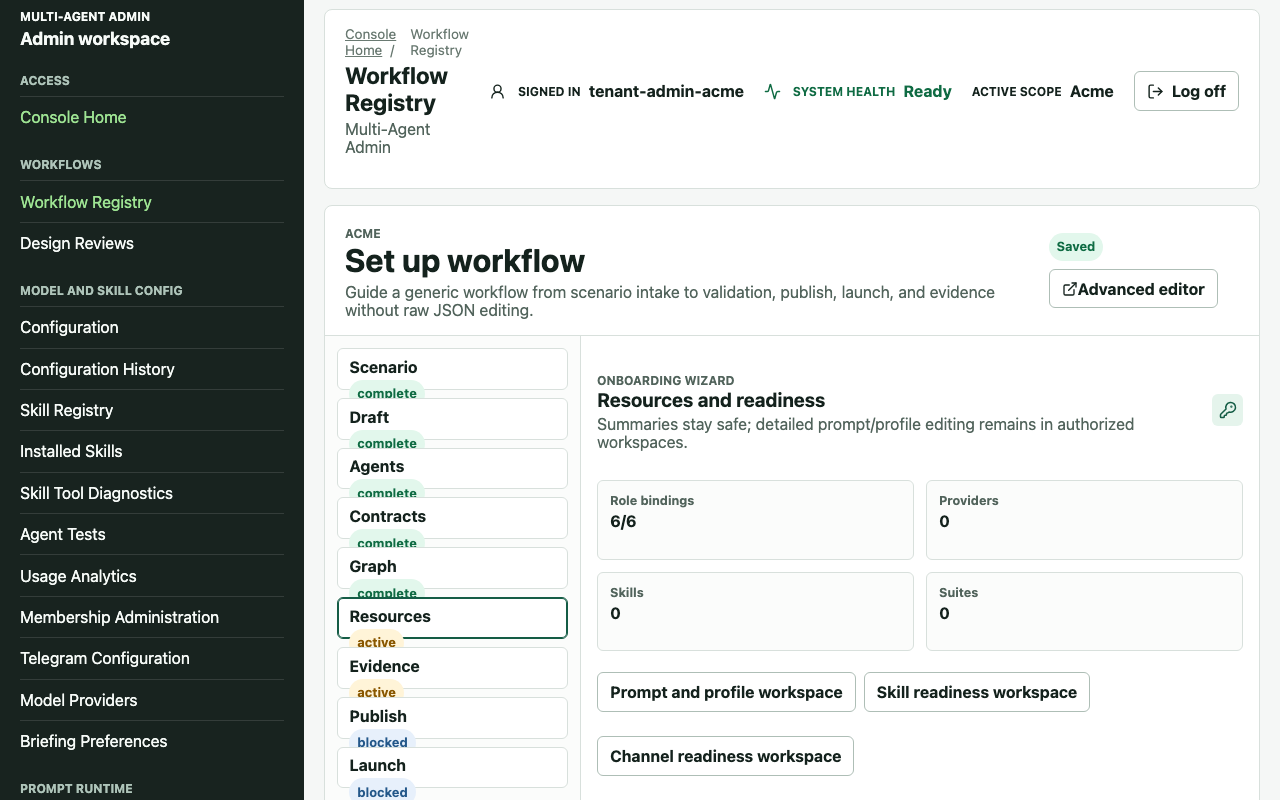 MULTI-AGENT ADMIN
Admin workspace
ACCESS
Console Home
WORKFLOWS
Workflow Registry
Design Reviews
MODEL AND SKILL CONFIG
Configuration
Configuration History
Skill Registry
Installed Skills
Skill Tool Diagnostics
Agent Tests
Usage Analytics
Membership Administration
Telegram Configuration
Model Providers
Briefing Preferences
PROMPT RUNTIME
Console Home / Workflow Registry
Workflow
Registry
Multi-Agent
Admin
SIGNED IN tenant-admin-acme
SYSTEM HEALTH Ready
ACTIVE SCOPE Acme
Log off
ACME
Set up workflow
Guide a generic workflow from scenario intake to validation, publish, launch, and evidence
without raw JSON editing.
Saved
Advanced editor
Scenario
complete
Draft
complete
Agents
complete
Contracts
complete
Graph
complete
Resources
active
Evidence
active
Publish
blocked
Launch
blocked
ONBOARDING WIZARD
Resources and readiness
Summaries stay safe; detailed prompt/profile editing remains in authorized
workspaces.
Role bindings
6/6
Providers
0
Skills
0
Suites
0
Prompt and profile workspace
Skill readiness workspace
Channel readiness workspace